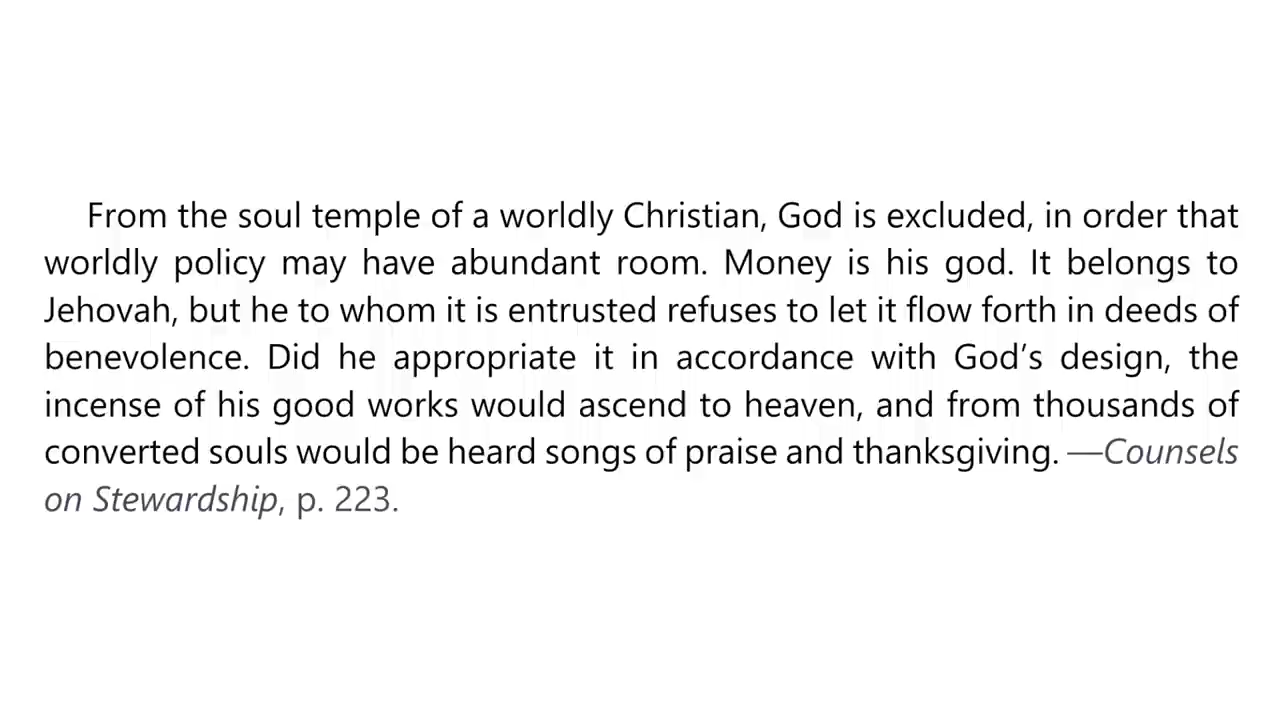 From the soul temple of a worldly Christian, God is excluded, in order that
worldly policy may have abundant room. Money is his god. It belongs to
Jehovah, but he to whom it is entrusted refuses to let it flow forth in deeds of
benevolence. Did he appropriate it in accordance with God’s design, the
incense of his good works would ascend to heaven, and from thousands of
converted souls would be heard songs of praise and thanksgiving. —Counsels
on Stewardship, p. 223.